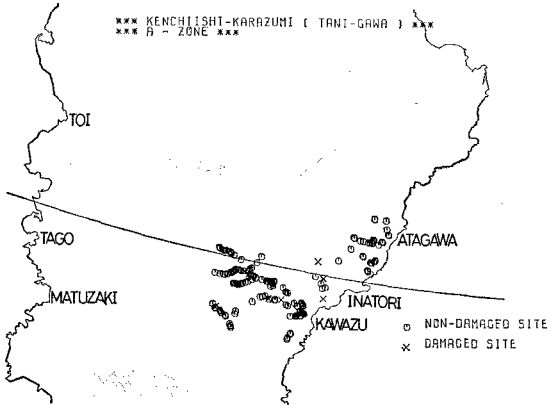 *** KENCHIISHI-KARAZUMI ( TANI-GAWA ) ***
*** A - ZONE ***
TOI
TAGO
ATAGAWA
MATUZAKI
INATORI
KAWAZU
NON-DAMAGED SITE
DAMAGED SITE